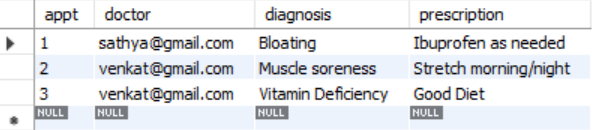 appt doctor diagnosis prescription
1 sathya@gmail.com Bloating Ibuprofen as needed
2 venkat@gmail.com Muscle soreness Stretch morning/night
3 venkat@gmail.com Vitamin Deficiency Good Diet
NULL NULL NULL NULL